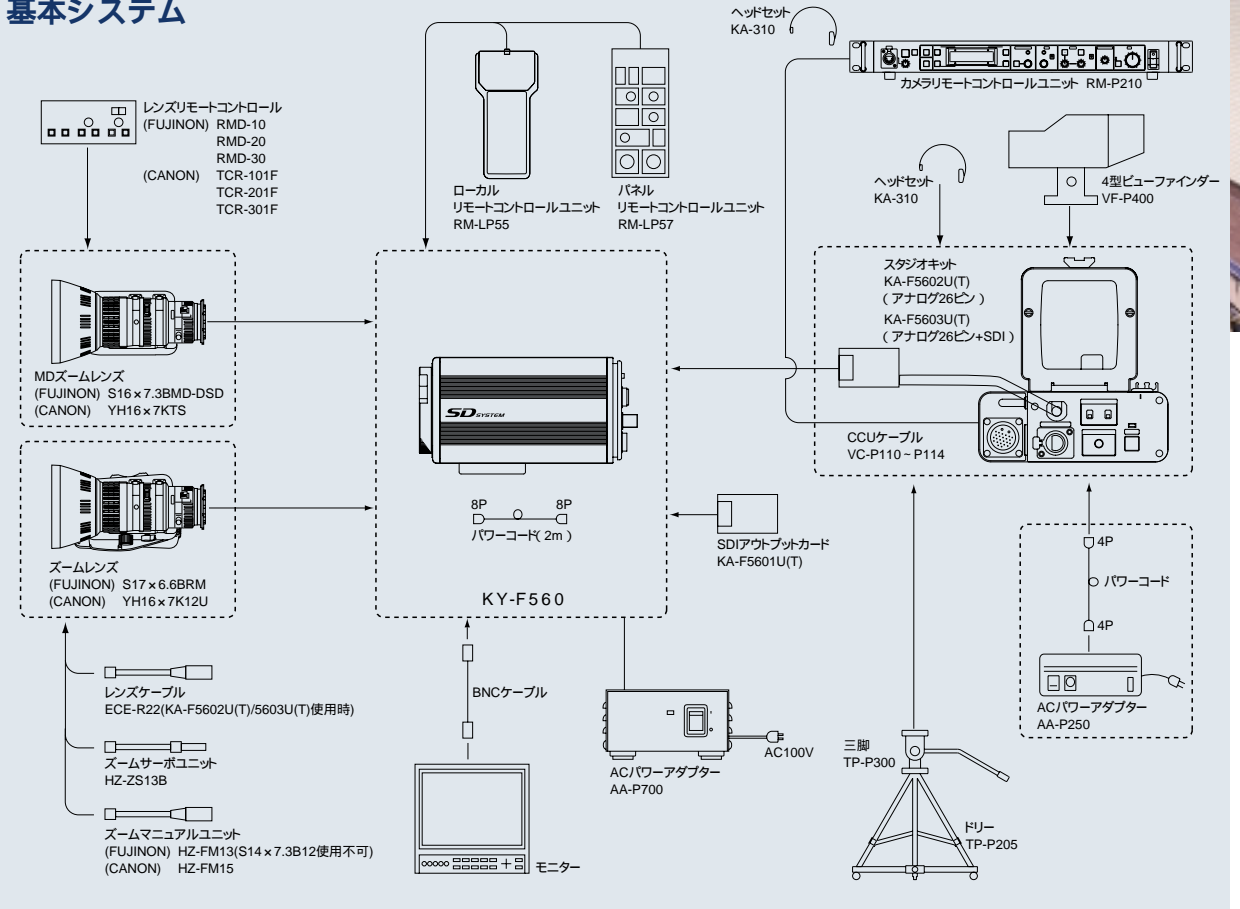 基本システム
ヘッドセット
KA-310
カメラリモートコントロールユニット RM-P210
レンズリモートコントロール
(FUJINON) RMD-10
RMD-20
RMD-30
(CANON) TCR-101F
TCR-201F
TCR-301F
ローカル
リモートコントロールユニット
RM-LP55
パネル
リモートコントロールユニット
RM-LP57
ヘッドセット
KA-310
4型ビューファインダー
VF-P400
スタジオキット
KA-F5602U(T)
(アナログ26ピン)
KA-F5603U(T)
(アナログ26ピン+SDI)
CCUケーブル
VC-P110~P114
MDズームレンズ
(FUJINON) S16×7.3BMD-DSD
(CANON) YH16×7KTS
SD SYSTEM
8P
8P
パワーコード(2m)
KY-F560
SDIアウトプットカード
KA-F5601U(T)
ズームレンズ
(FUJINON) S17×6.6BRM
(CANON) YH16×7K12U
4P
パワーコード
4P
ACパワーアダプター
AA-P250
レンズケーブル
ECE-R22(KA-F5602U(T)/5603U(T)使用時)
ズームサーボユニット
HZ-ZS13B
ズームマニュアルユニット
(FUJINON) HZ-FM13(S14×7.3B12使用不可)
(CANON) HZ-FM15
BNCケーブル
モニター
AC100V
ACパワーアダプター
AA-P700
三脚
TP-P300
ドリー
TP-P205